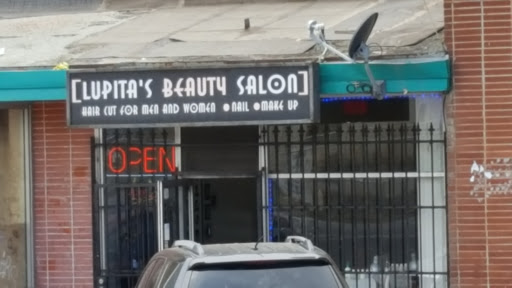 [LUPITA'S BEAUTY SALON]
HAIR CUT FOR MEN AND WOMEN ●NAIL ●MAKE UP
OPEN